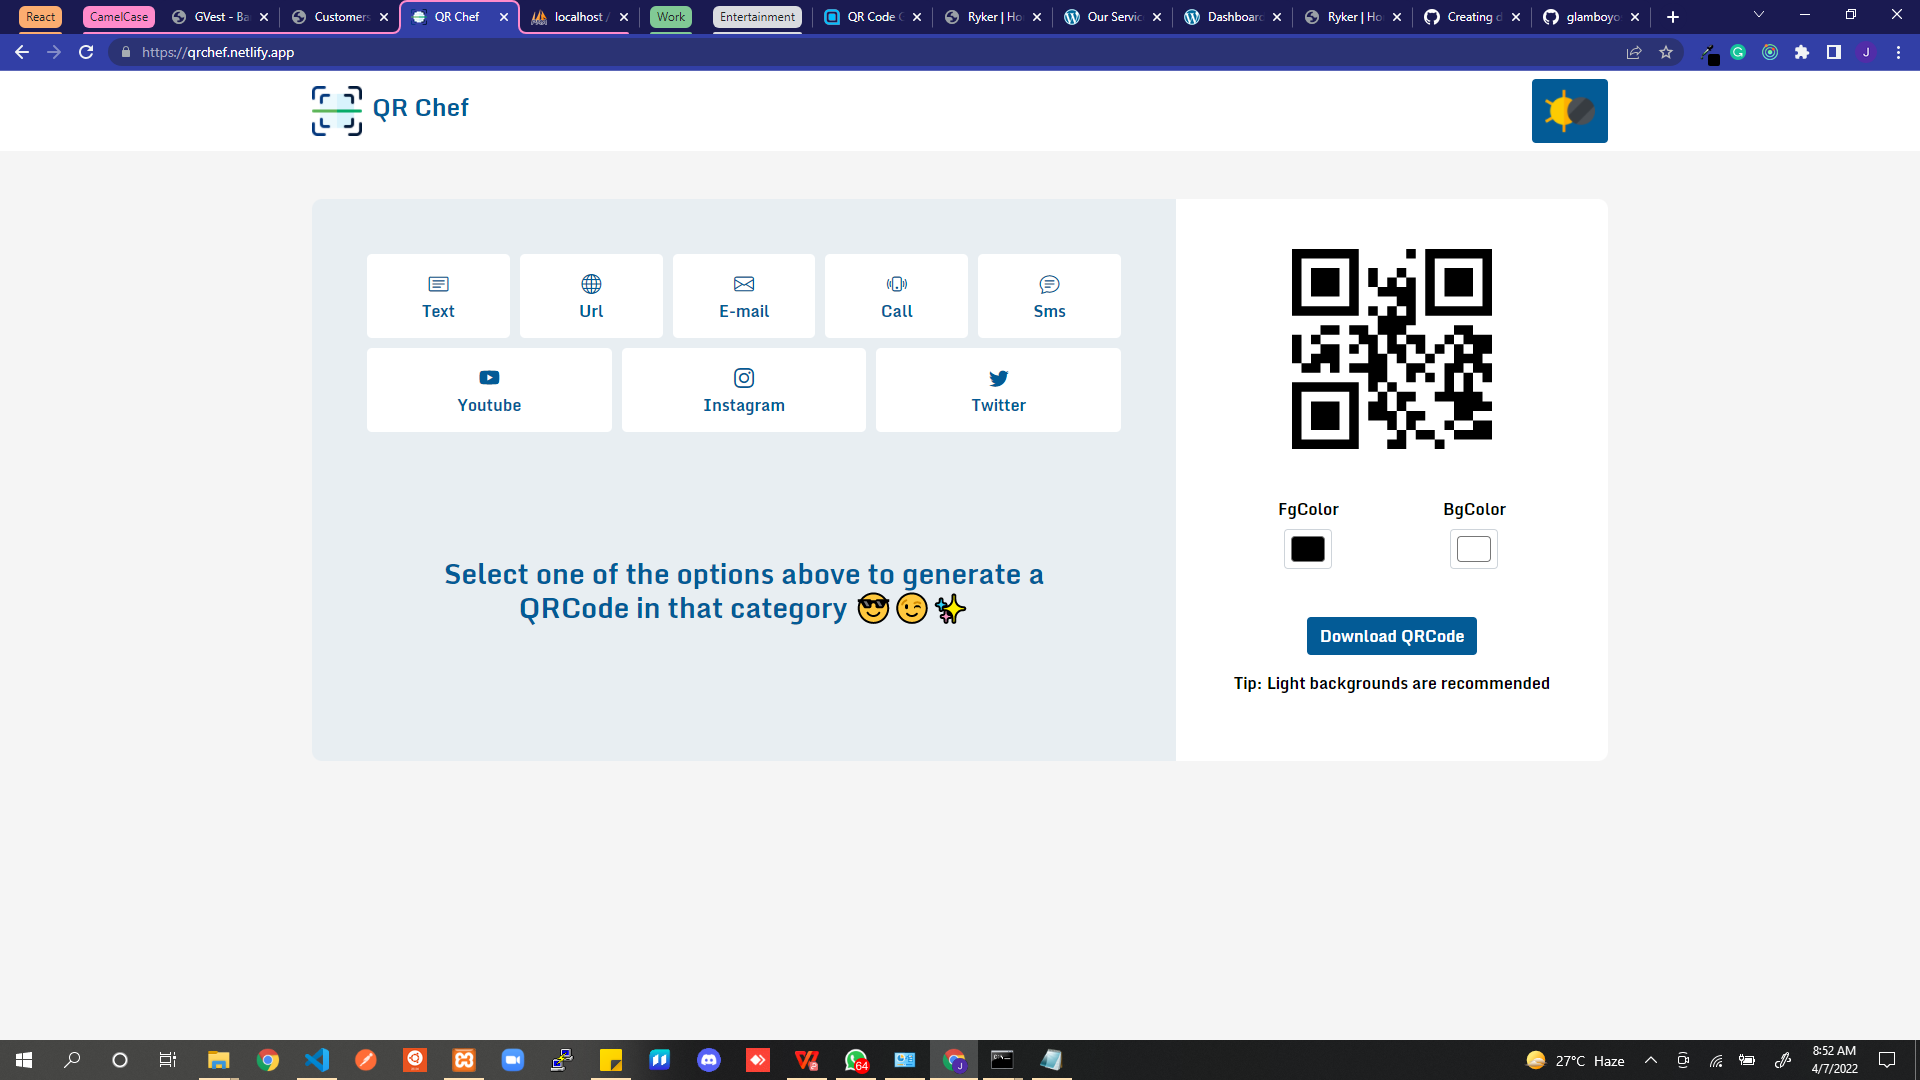 React
CamelCase
GVest - Ba
Customers
QR Chef
localhost /
Work
Entertainment
QR Code G
Ryker | Ho
Our Servic
Dashboard
Ryker | Ho
Creating d
glamboyo
https://qrchef.netlify.app
J
QR Chef
Text
Url
E-mail
Call
Sms
Youtube
Instagram
Twitter
Select one of the options above to generate a
QRCode in that category 😎 😉 ✨
FgColor
BgColor
Download QRCode
Tip: Light backgrounds are recommended
64
J
27°C Haze
8:52 AM
4/7/2022